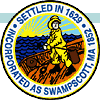 • SETTLED IN 1629 •
INCORPORATED AS SWAMPSCOTT, MA 1852